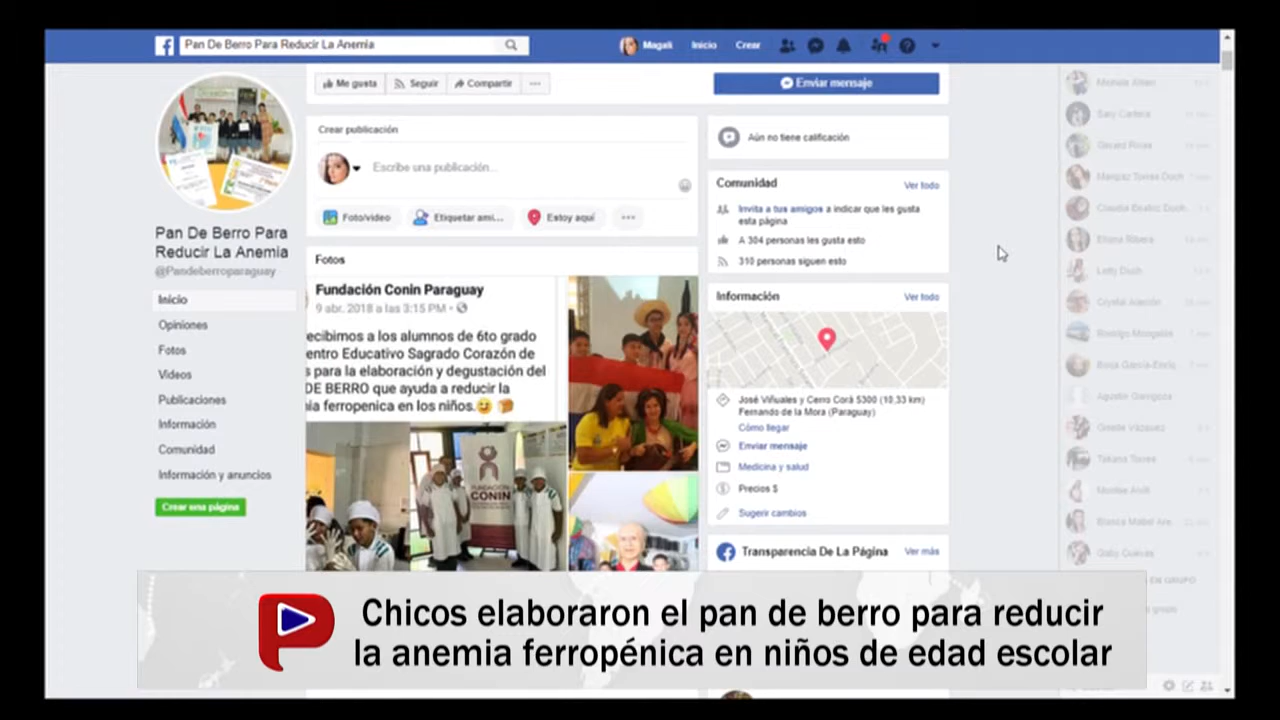 Pan De Berro Para Reducir La Anemia
Magali
Inicio
Crear
Me gusta
Seguir
Compartir
Enviar mensaje
Pan De Berro Para
Reducir La Anemia
@Pandeberroparaguay
Inicio
Opiniones
Fotos
Videos
Publicaciones
Información
Comunidad
Información y anuncios
Crear una página
Crear publicación
Escribe una publicación...
Foto/video
Etiquetar ami...
Estoy aquí
Fotos
Fundación Conin Paraguay
9 abr. 2018 a las 3:15 PM
ecibimos a los alumnos de 6to grado
entro Educativo Sagrado Corazón de
s para la elaboración y degustación del
DE BERRO que ayuda a reducir la
ia ferropenica en los niños.
FUNDACIÓN
CONIN
Aún no tiene calificación
Comunidad
Ver todo
Invita a tus amigos a indicar que les gusta
esta página
A 304 personas les gusta esto
310 personas siguen esto
Información
Ver todo
José Viñuales y Cerro Corá 5300 (10,33 km)
Fernando de la Mora (Paraguay)
Cómo llegar
Enviar mensaje
Medicina y salud
Precios $
Sugerir cambios
Transparencia De La Página
Ver más
Chicos elaboraron el pan de berro para reducir
la anemia ferropénica en niños de edad escolar